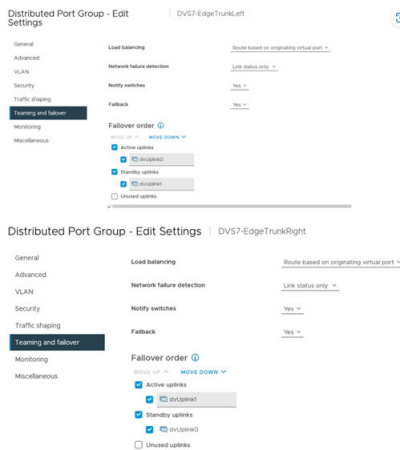 Distributed Port Group - Edit Settings
DVS7-EdgeTrunkLeft
General
Advanced
VLAN
Security
Traffic shaping
Teaming and failover
Monitoring
Miscellaneous
Load balancing
Route based on originating virtual port
Network failure detection
Link status only
Notify switches
Yes
Failback
Yes
Failover order
MOVE UP
MOVE DOWN
Active uplinks
dvUplink0
Standby uplinks
dvUplink1
Unused uplinks
Distributed Port Group - Edit Settings
DVS7-EdgeTrunkRight
General
Advanced
VLAN
Security
Traffic shaping
Teaming and failover
Monitoring
Miscellaneous
Load balancing
Route based on originating virtual port
Network failure detection
Link status only
Notify switches
Yes
Failback
Yes
Failover order
MOVE UP
MOVE DOWN
Active uplinks
dvUplink1
Standby uplinks
dvUplink0
Unused uplinks